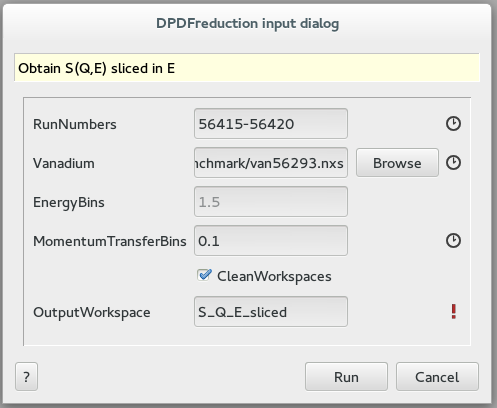 DPDFreduction input dialog
Obtain S(Q,E) sliced in E
RunNumbers 56415-56420
Vanadium nchmark/van56293.nxs Browse
EnergyBins 1.5
MomentumTransferBins 0.1
CleanWorkspaces
OutputWorkspace S_Q_E_sliced !
? Run Cancel